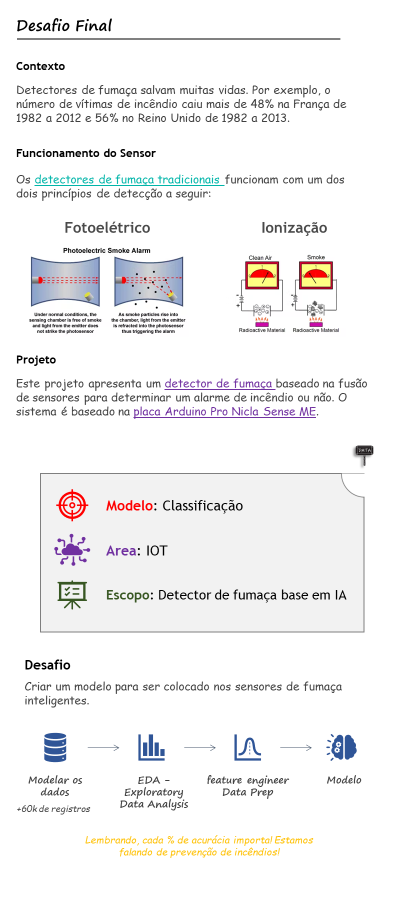 Desafio Final
Contexto
Detectores de fumaça salvam muitas vidas. Por exemplo, o
número de vítimas de incêndio caiu mais de 48% na França de
1982 a 2012 e 56% no Reino Unido de 1982 a 2013.
Funcionamento do Sensor
Os detectores de fumaça tradicionais funcionam com um dos
dois princípios de detecção a seguir:
Fotoelétrico
Ionização
Photoelectric Smoke Alarm
Under normal conditions, the
sensing chamber is free of smoke
and light from the emitter does
not strike the photosensor
As smoke particles rise into
the chamber, light from the emitter
is refracted into the photosensor
thus triggering the alarm
Clean Air
Smoke
Radioactive Material
Radioactive Material
Projeto
Este projeto apresenta um detector de fumaça baseado na fusão
de sensores para determinar um alarme de incêndio ou não. O
sistema é baseado na placa Arduino Pro Nicla Sense ME.
DATA
Modelo: Classificação
Area: IOT
Escopo: Detector de fumaça base em IA
Desafio
Criar um modelo para ser colocado nos sensores de fumaça
inteligentes.
Modelar os
dados
+60k de registros
EDA –
Exploratory
Data Analysis
feature engineer
Data Prep
Modelo
Lembrando, cada % de acurácia importa! Estamos
falando de prevenção de incêndios!